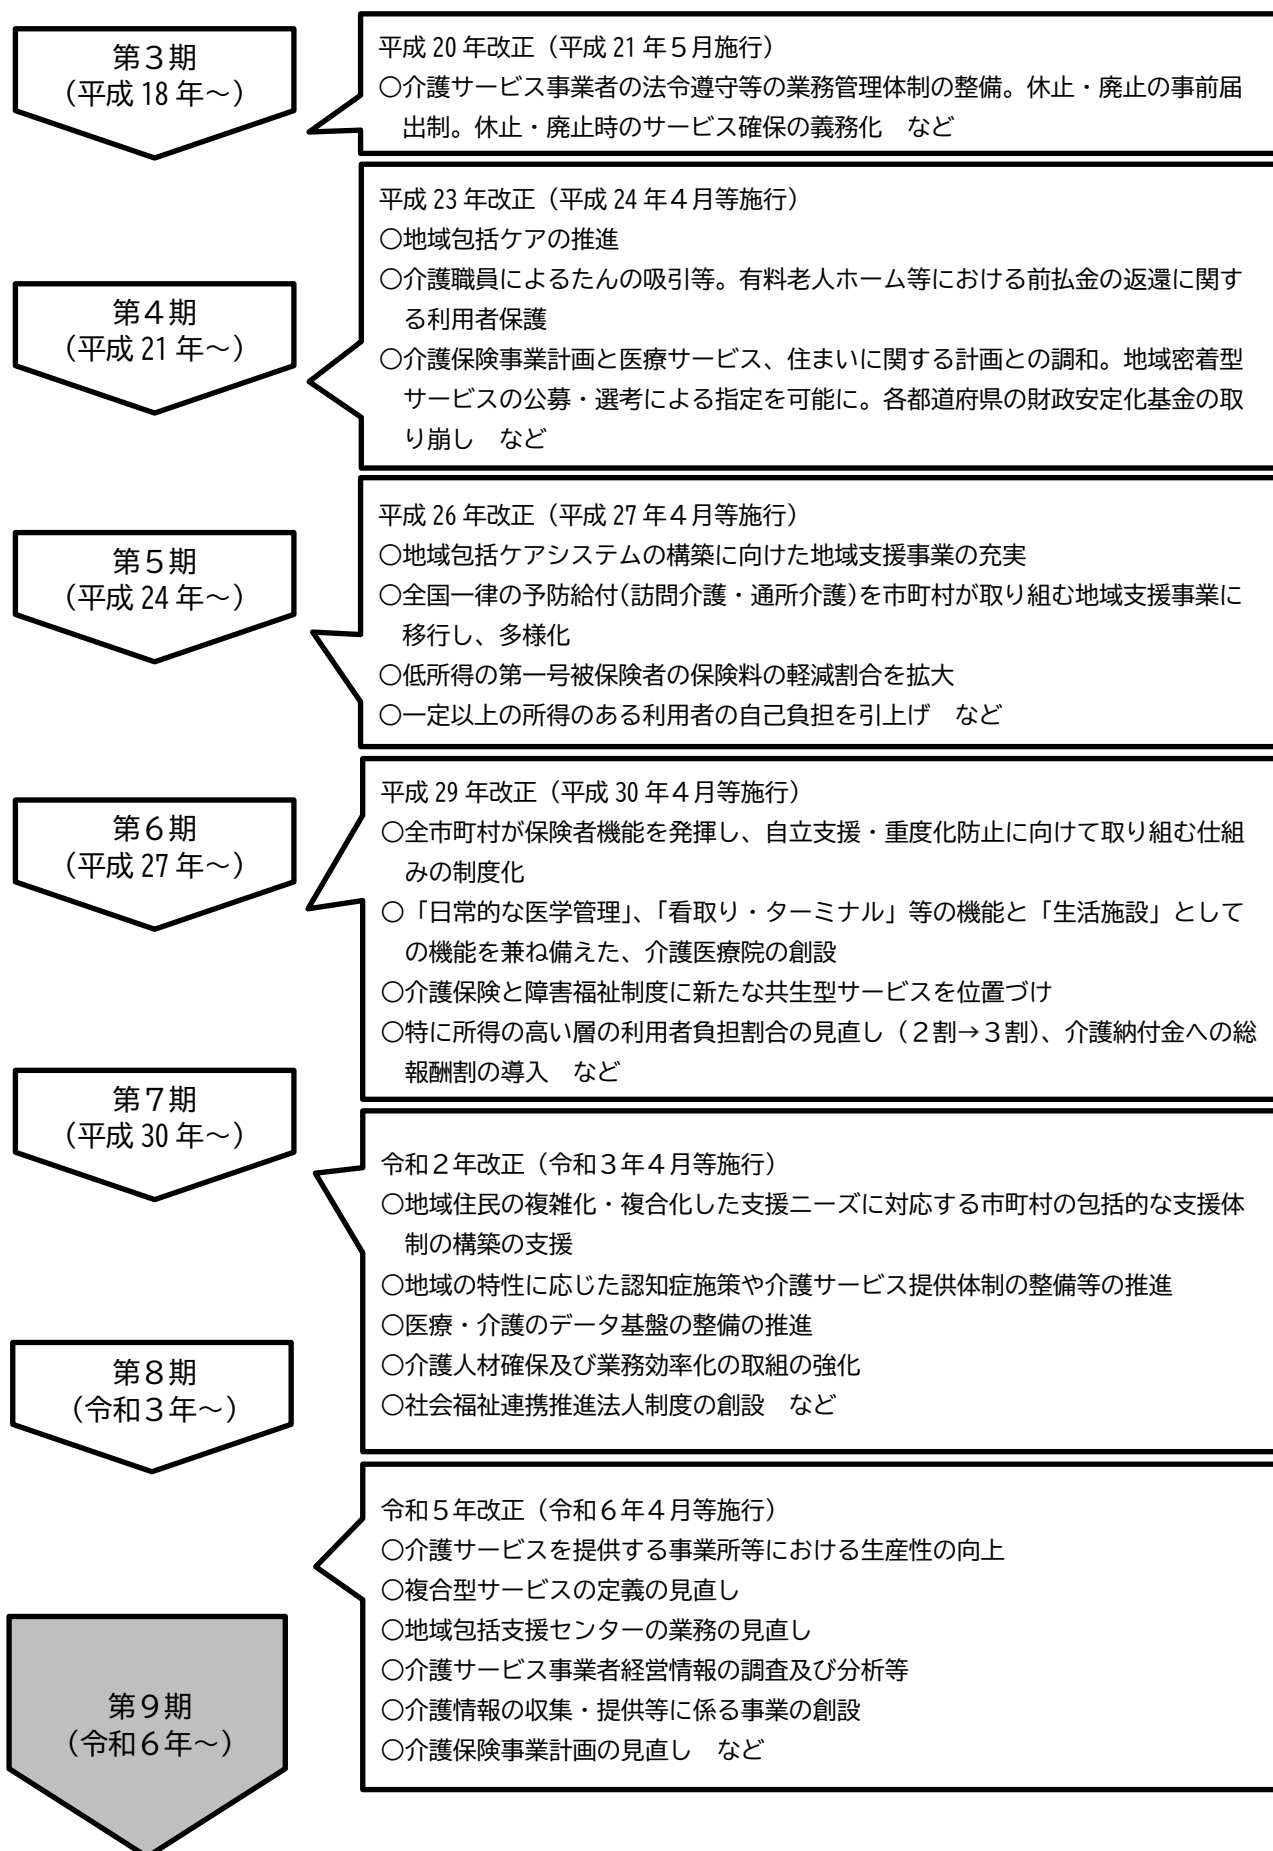 第３期
（平成 18 年～）
平成 20 年改正（平成 21 年５月施行）
○介護サービス事業者の法令遵守等の業務管理体制の整備。休止・廃止の事前届
出制。休止・廃止時のサービス確保の義務化　など
第４期
（平成 21 年～）
平成 23 年改正（平成 24 年４月等施行）
○地域包括ケアの推進
○介護職員によるたんの吸引等。有料老人ホーム等における前払金の返還に関す
る利用者保護
○介護保険事業計画と医療サービス、住まいに関する計画との調和。地域密着型
サービスの公募・選考による指定を可能に。各都道府県の財政安定化基金の取
り崩し　など
第５期
（平成 24 年～）
平成 26 年改正（平成 27 年４月等施行）
○地域包括ケアシステムの構築に向けた地域支援事業の充実
○全国一律の予防給付(訪問介護・通所介護)を市町村が取り組む地域支援事業に
移行し、多様化
○低所得の第一号被保険者の保険料の軽減割合を拡大
○一定以上の所得のある利用者の自己負担を引上げ　など
第６期
（平成 27 年～）
平成 29 年改正（平成 30 年４月等施行）
○全市町村が保険者機能を発揮し、自立支援・重度化防止に向けて取り組む仕組
みの制度化
○「日常的な医学管理」、「看取り・ターミナル」等の機能と「生活施設」として
の機能を兼ね備えた、介護医療院の創設
○介護保険と障害福祉制度に新たな共生型サービスを位置づけ
○特に所得の高い層の利用者負担割合の見直し（２割→３割）、介護納付金への総
報酬割の導入　など
第７期
（平成 30 年～）
令和２年改正（令和３年４月等施行）
○地域住民の複雑化・複合化した支援ニーズに対応する市町村の包括的な支援体
制の構築の支援
○地域の特性に応じた認知症施策や介護サービス提供体制の整備等の推進
○医療・介護のデータ基盤の整備の推進
○介護人材確保及び業務効率化の取組の強化
○社会福祉連携推進法人制度の創設　など
第８期
（令和３年～）
令和５年改正（令和６年４月等施行）
○介護サービスを提供する事業所等における生産性の向上
○複合型サービスの定義の見直し
○地域包括支援センターの業務の見直し
○介護サービス事業者経営情報の調査及び分析等
○介護情報の収集・提供等に係る事業の創設
○介護保険事業計画の見直し　など
第９期
（令和６年～）